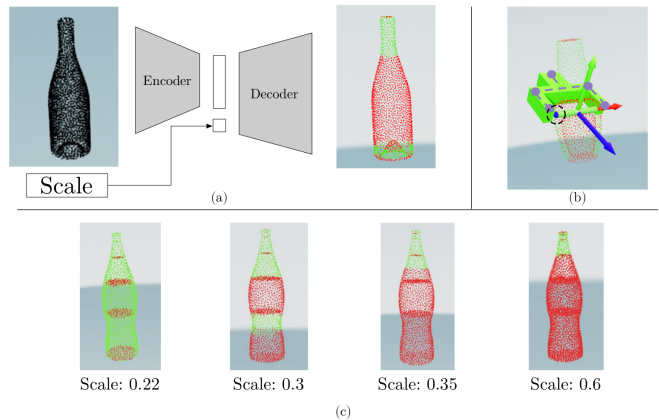 Encoder
Decoder
Scale
(a)
(b)
Scale: 0.22
Scale: 0.3
Scale: 0.35
Scale: 0.6
(c)